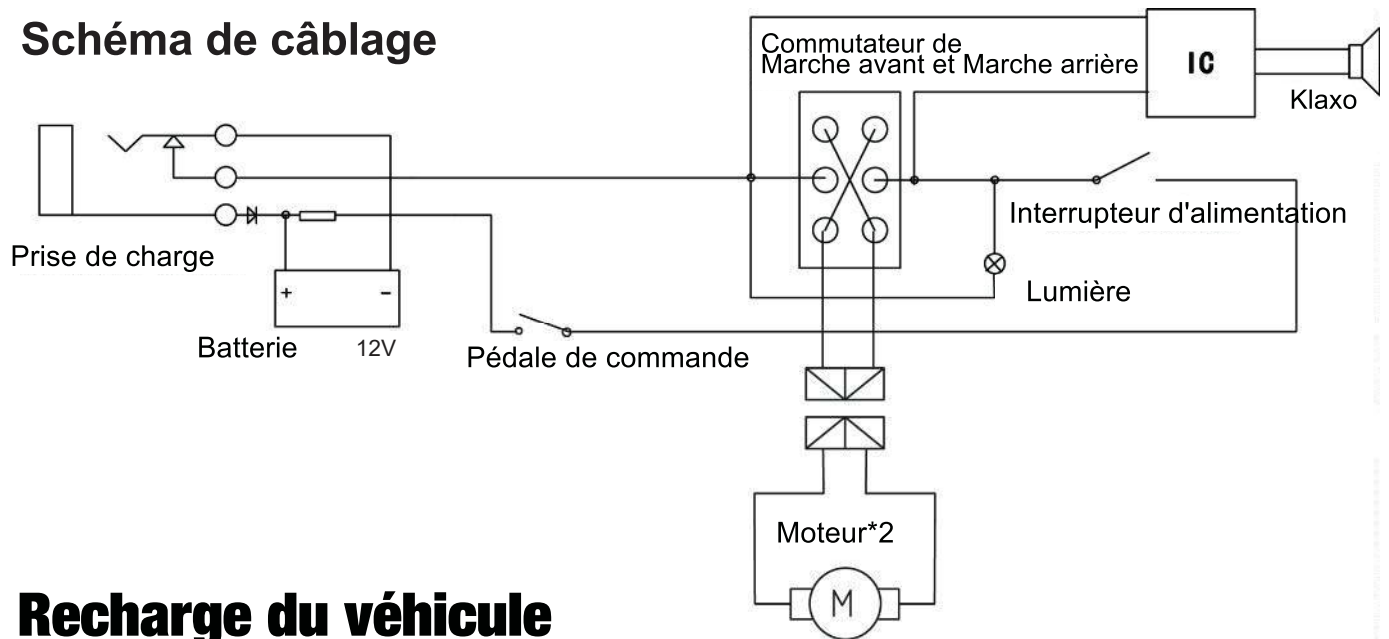 Schéma de câblage
Commutateur de
Marche avant et Marche arrière
IC
Klaxo
Interrupteur d'alimentation
Prise de charge
+ -
Lumière
Batterie
12V
Pédale de commande
Moteur*2
M
Recharge du véhicule